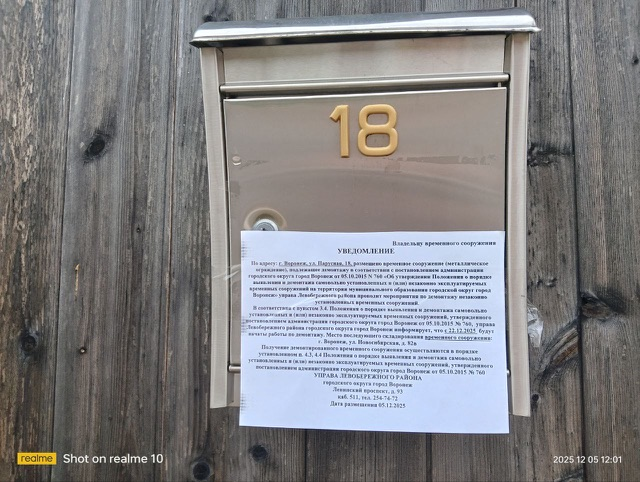 18
Владельцу временного сооружения
УВЕДОМЛЕНИЕ
По адресу: г. Воронеж, ул. Парусная, 18, размещено временное сооружение (металлическое
ограждение), подлежащее демонтажу в соответствии с постановлением администрации
городского округа город Воронеж от 05.10.2015 N 760 «Об утверждении Положения о порядке
выявления и демонтажа самовольно установленных и (или) незаконно эксплуатируемых
временных сооружений на территории муниципального образования городской округ город
Воронеж» управа Левобережного района проводит мероприятия по демонтажу незаконно
установленных сооружений.
В соответствии с пунктом 3.4. Положения о порядке выявления и демонтажа самовольно
установленных и (или) незаконно эксплуатируемых временных сооружений, утвержденного
постановлением администрации городского округа город Воронеж от 05.10.2015 № 760, управа
Левобережного района городского округа город Воронеж информирует, что с 22.12.2025 будут
начаты работы по демонтажу. Место последующего складирования временного сооружения:
г. Воронеж, ул. Новосибирская, д. 82в
Получение демонтированного временного сооружения осуществляются в порядке
установленном п. 4.3, 4.4 Положения о порядке выявления и демонтажа самовольно
установленных и (или) незаконно эксплуатируемых временных сооружений, утвержденного
постановлением администрации городского округа город Воронеж от 05.10.2015 № 760
УПРАВА ЛЕВОБЕРЕЖНОГО РАЙОНА
городского округа город Воронеж
Ленинский проспект, д. 93
каб. 511, тел. 254-74-72
Дата размещения 05.12.2025
realme Shot on realme 10
2025 12 05 12:01